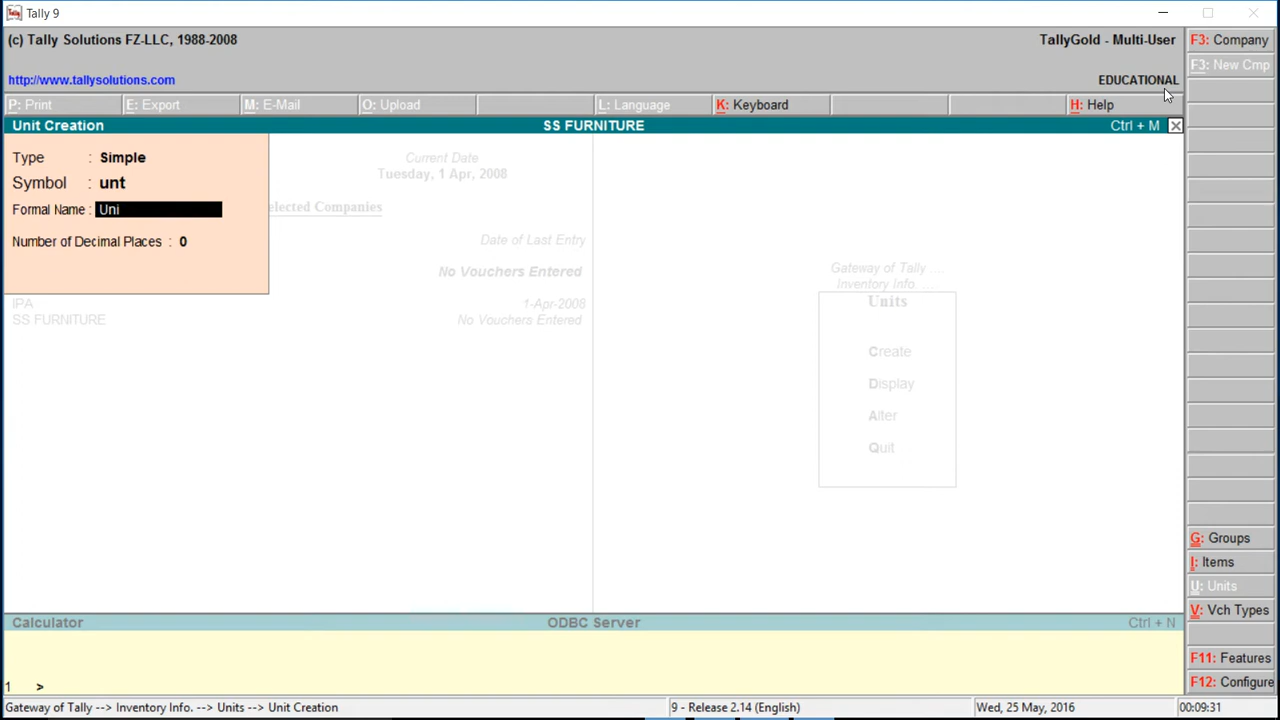 Tally 9
(c) Tally Solutions FZ-LLC, 1988-2008
TallyGold - Multi-User
http://www.tallysolutions.com
EDUCATIONAL
P: Print
E: Export
M: E-Mail
O: Upload
L: Language
K: Keyboard
H: Help
F3: Company
F3: New Cmp
Unit Creation
SS FURNITURE
Ctrl + M
Type : Simple
Symbol : unt
Formal Name : Uni
Number of Decimal Places : 0
Current Date
Tuesday, 1 Apr, 2008
elected Companies
Date of Last Entry
No Vouchers Entered
IPA 1-Apr-2008
SS FURNITURE No Vouchers Entered
Gateway of Tally ....
Inventory Info......
Units
Create
Display
Alter
Quit
G: Groups
I: Items
U: Units
V: Vch Types
F11: Features
F12: Configure
Calculator
ODBC Server
Ctrl + N
1 >
Gateway of Tally --> Inventory Info. --> Units --> Unit Creation
9 - Release 2.14 (English)
Wed, 25 May, 2016
00:09:31